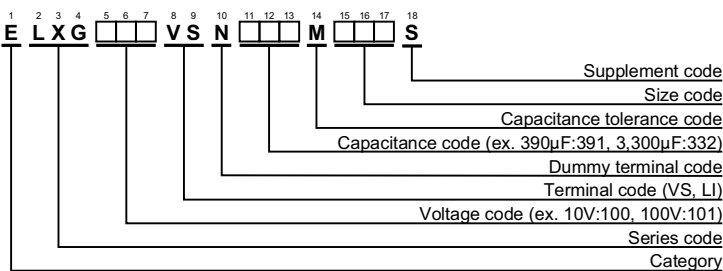 1 2 3 4 5 6 7 8 9 10 11 12 13 14 15 16 17 18
E L X G □ □ □ V S N □ □ □ M □ □ □ S
Supplement code
Size code
Capacitance tolerance code
Capacitance code (ex. 390μF:391, 3,300μF:332)
Dummy terminal code
Terminal code (VS, LI)
Voltage code (ex. 10V:100, 100V:101)
Series code
Category